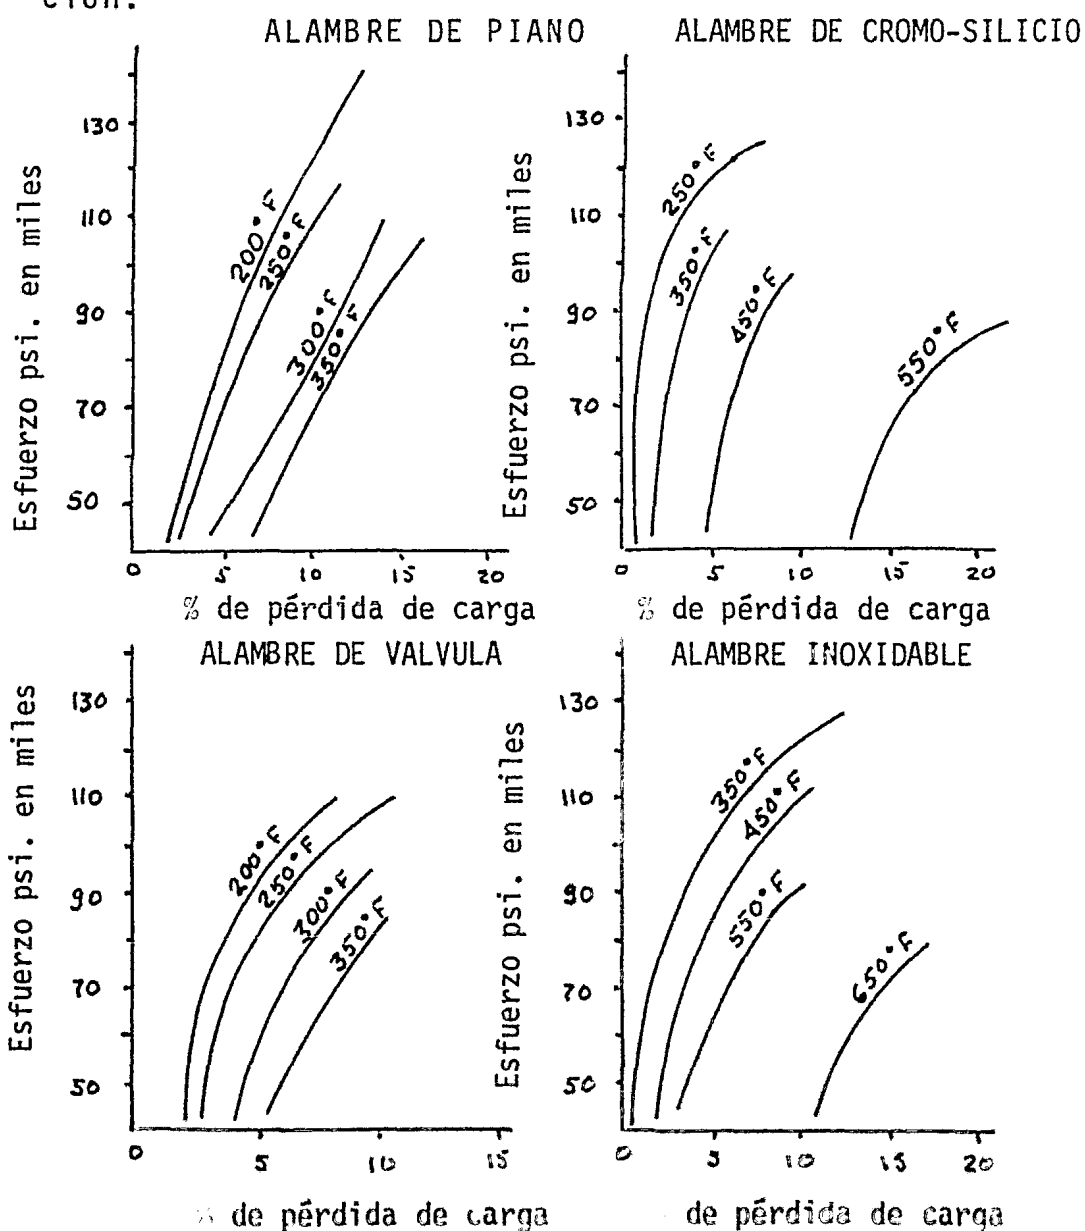 ción.
ALAMBRE DE PIANO
Esfuerzo psi. en miles
130
110
90
70
50
200°F
250°F
300°F
350°F
0 5 10 15 20
% de pérdida de carga
ALAMBRE DE CROMO-SILICIO
Esfuerzo psi. en miles
130
110
90
70
50
250°F
350°F
450°F
550°F
0 5 10 15 20
% de pérdida de carga
ALAMBRE DE VALVULA
Esfuerzo psi. en miles
130
110
90
70
50
200°F
250°F
300°F
350°F
0 5 10 15
% de pérdida de carga
ALAMBRE INOXIDABLE
Esfuerzo psi. en miles
130
110
90
70
50
350°F
450°F
550°F
650°F
0 5 10 15 20
de pérdida de carga